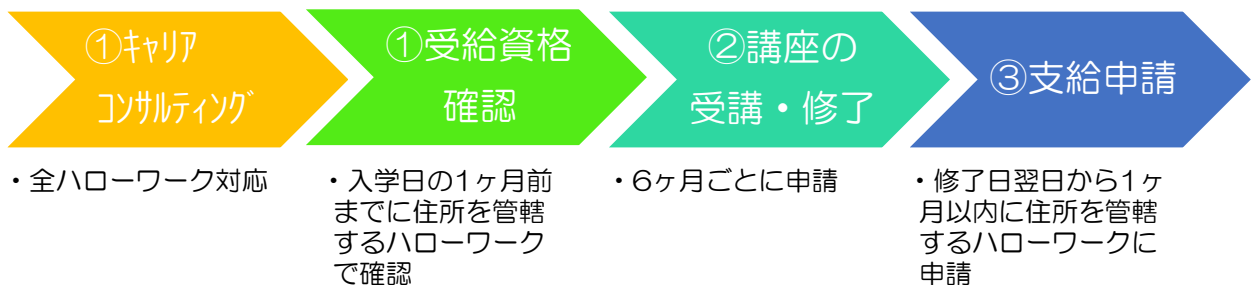 ①ｷｬﾘｱ
ｺﾝｻﾙﾃｨﾝｸﾞ
①受給資格
確認
②講座の
受講・修了
③支給申請
・全ハローワーク対応
・入学日の1ヶ月前
までに住所を管轄
するハローワーク
で確認
・6ヶ月ごとに申請
・修了日翌日から1ヶ
月以内に住所を管轄
するハローワークに
申請